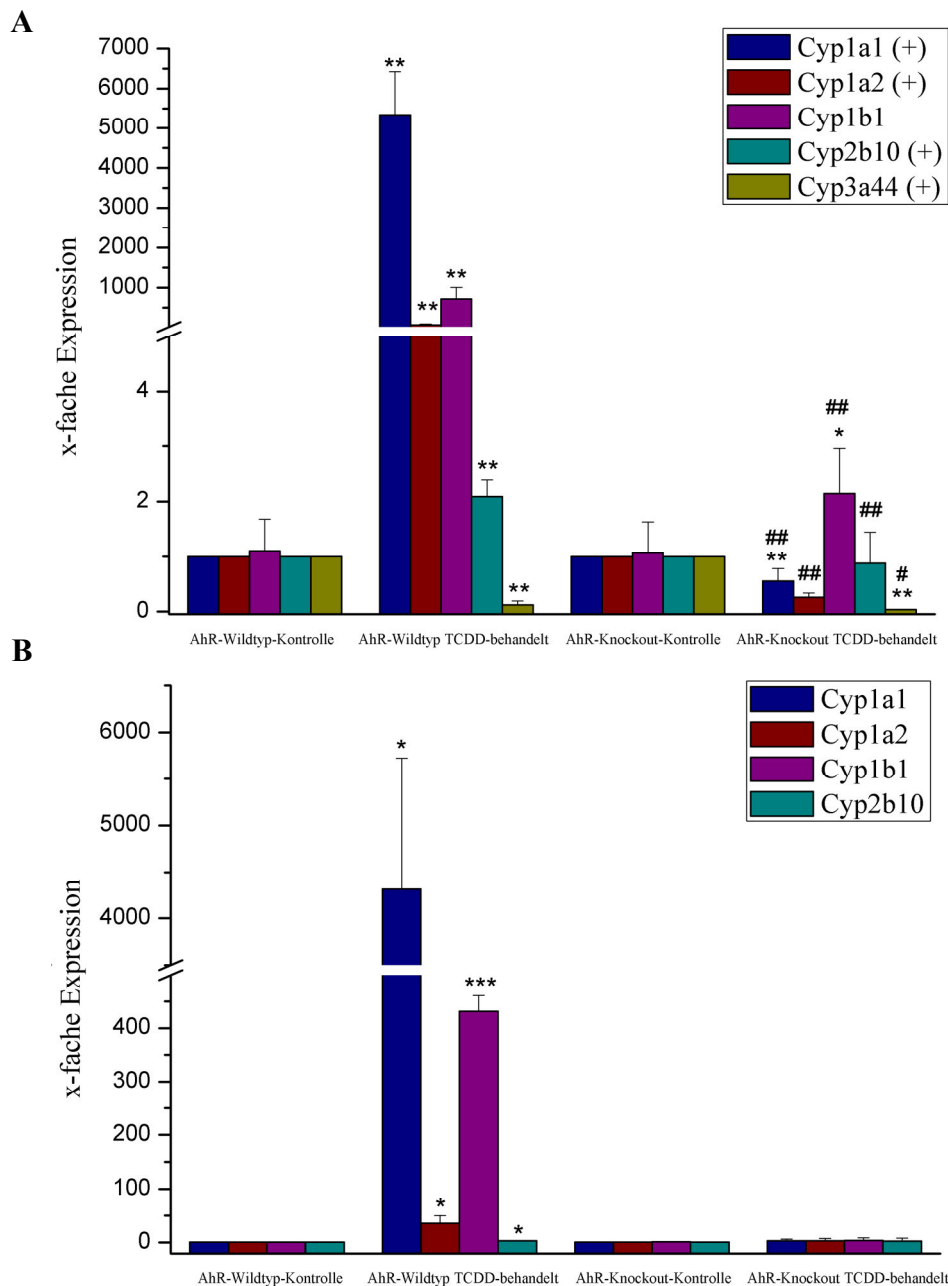 A
7000
6000
5000
4000
3000
2000
1000
4
2
0
x-fache Expression
Cyp1a1 (+)
Cyp1a2 (+)
Cyp1b1
Cyp2b10 (+)
Cyp3a44 (+)
**
**
**
**
**
##
**
##
##
*
##
#
**
AhR-Wildtyp-Kontrolle
AhR-Wildtyp TCDD-behandelt
AhR-Knockout-Kontrolle
AhR-Knockout TCDD-behandelt
B
6000
5000
4000
400
300
200
100
0
x-fache Expression
Cyp1a1
Cyp1a2
Cyp1b1
Cyp2b10
*
*
***
*
AhR-Wildtyp-Kontrolle
AhR-Wildtyp TCDD-behandelt
AhR-Knockout-Kontrolle
AhR-Knockout TCDD-behandelt